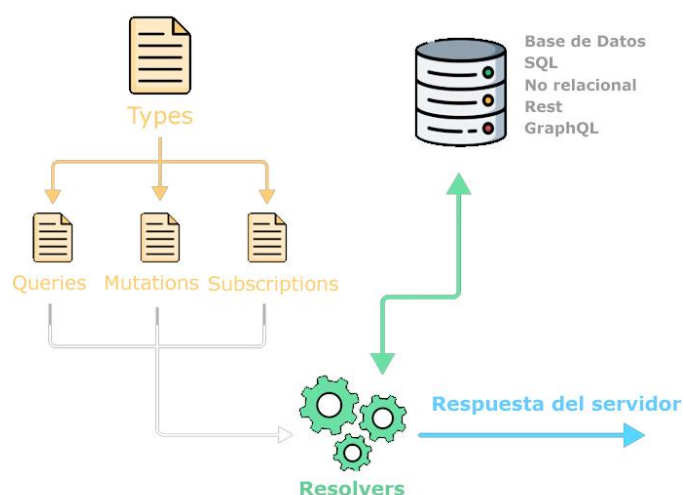 Types
Queries
Mutations
Subscriptions
Base de Datos
SQL
No relacional
Rest
GraphQL
Respuesta del servidor
Resolvers